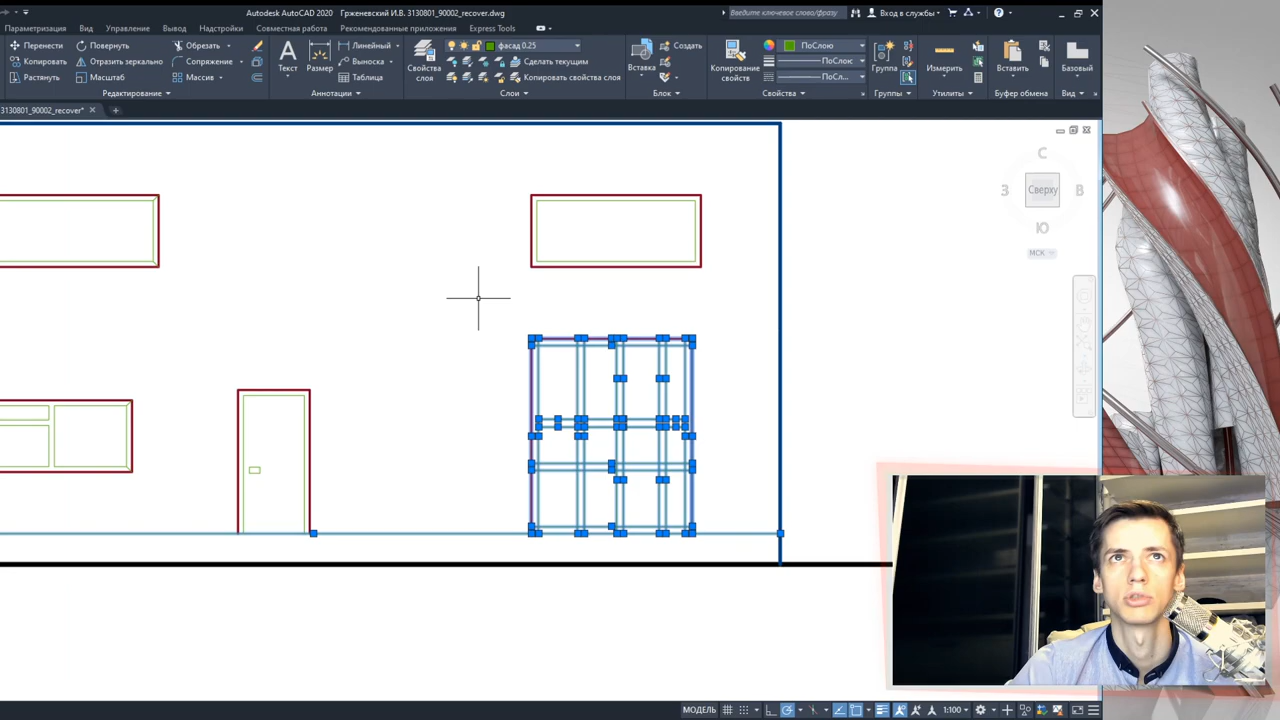 Autodesk AutoCAD 2020 Грженевский И.В. 3130801_90002_recover.dwg
Введите ключевое слово/фразу
Вход в службы
Параметризация Вид Управление Вывод Настройки Совместная работа Рекомендованные приложения Express Tools
Перенести Повернуть Обрезать
Копировать Отразить зеркально Сопряжение
Растянуть Масштаб Массив
Редактирование
Текст
Размер
Линейный
Выноска
Таблица
Аннотации
Свойства слоя
фасад 0.25
Сделать текущим
Копировать свойства слоя
Слои
Вставка
Создать
Блок
Копирование свойств
ПоСлою
ПоСлою
ПоСл...
Свойства
Группа
Группы
Измерить
Утилиты
Вставить
Буфер обмена
Базовый
Вид
3130801_90002_recover*
С
З Сверху В
Ю
МСК
МОДЕЛЬ 1:100